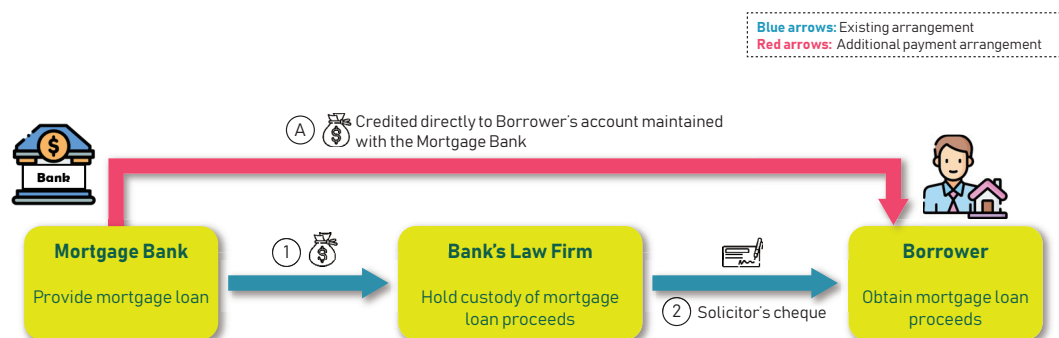 Blue arrows: Existing arrangement
Red arrows: Additional payment arrangement
A Credited directly to Borrower's account maintained
with the Mortgage Bank
$
$
Bank
Mortgage Bank
Provide mortgage loan
1
$
Bank's Law Firm
Hold custody of mortgage
loan proceeds
2 Solicitor's cheque
Borrower
Obtain mortgage loan
proceeds